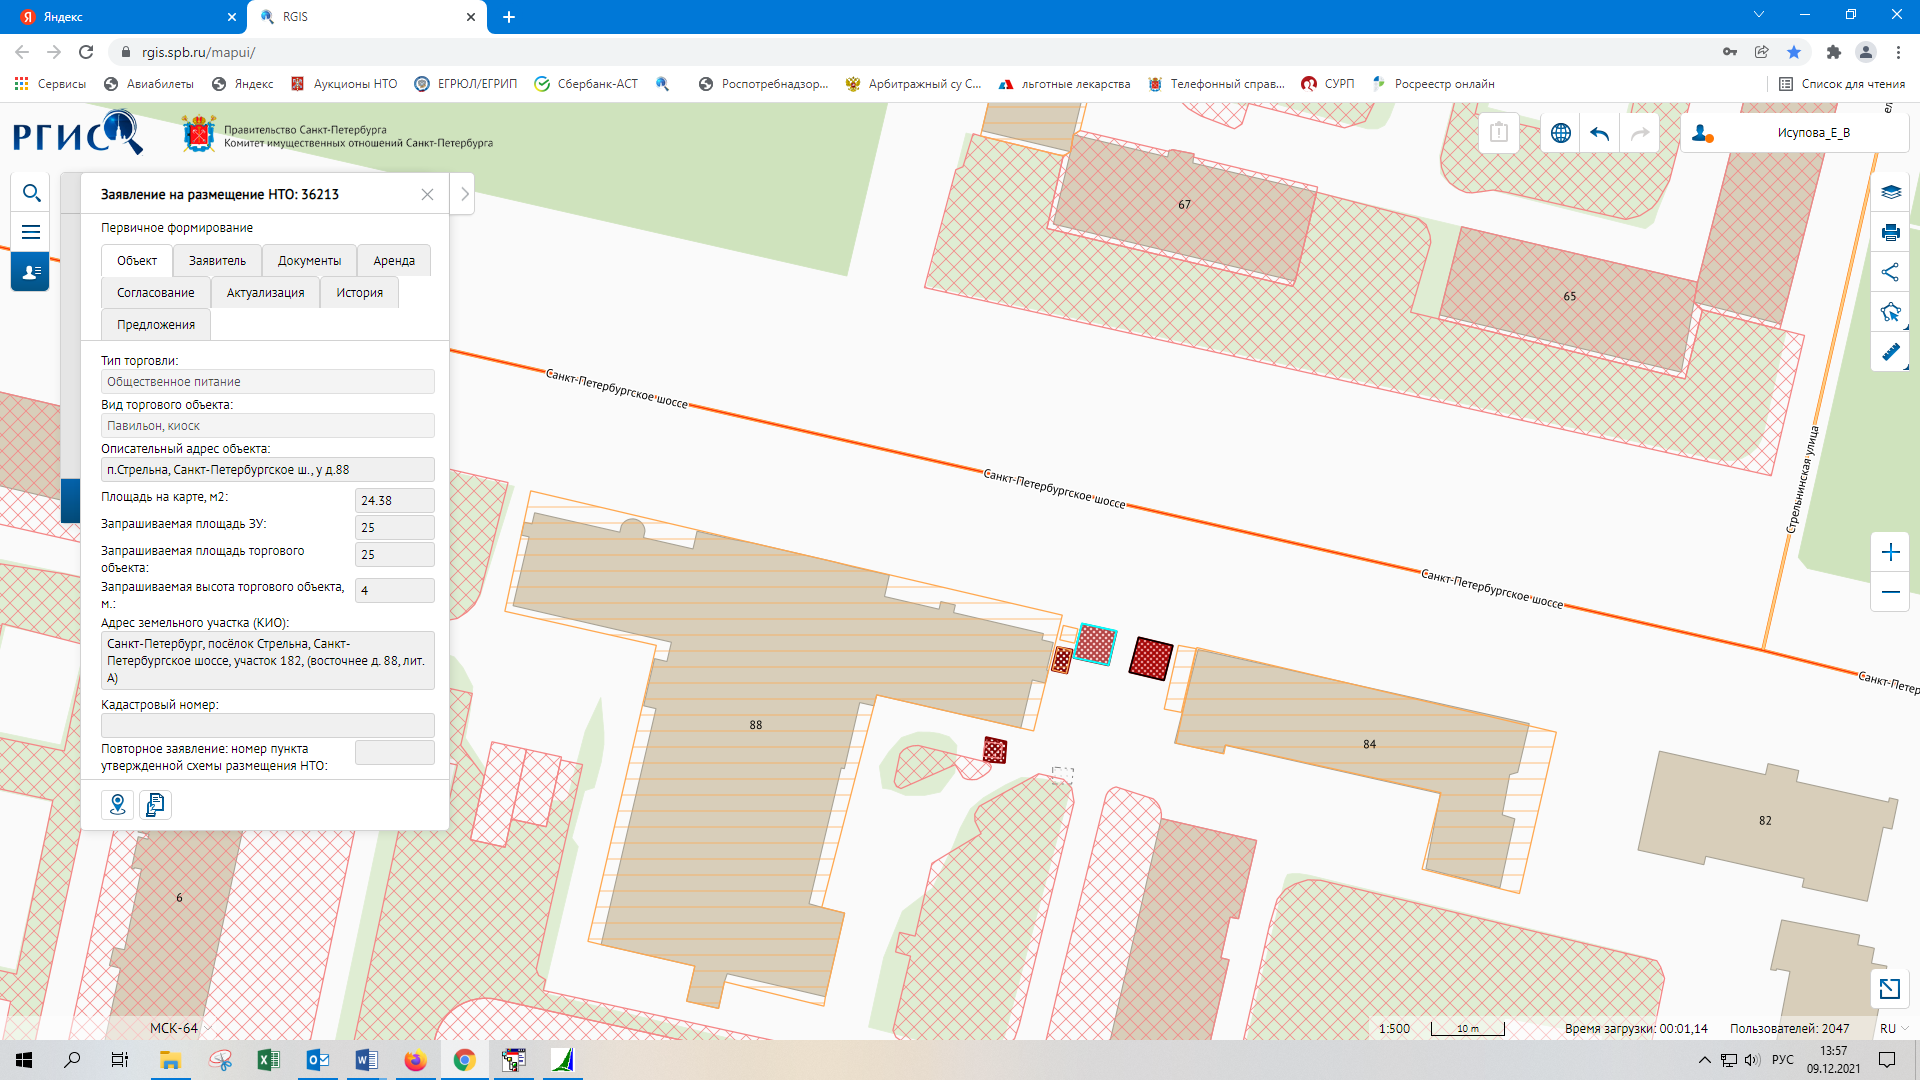 Яндекс
RGIS
rgis.spb.ru/mapui/
Сервисы
Авиабилеты
Яндекс
Аукционы НТО
ЕГРЮЛ/ЕГРИП
Сбербанк-АСТ
Роспотребнадзор...
Арбитражный су С...
льготные лекарства
Телефонный справ...
СУРП
Росреестр онлайн
Список для чтения
РГИС
Правительство Санкт-Петербурга
Комитет имущественных отношений Санкт-Петербурга
Исупова_Е_В
Заявление на размещение НТО: 36213
Первичное формирование
Объект
Заявитель
Документы
Аренда
Согласование
Актуализация
История
Предложения
Тип торговли:
Общественное питание
Вид торгового объекта:
Павильон, киоск
Описательный адрес объекта:
п.Стрельна, Санкт-Петербургское ш., у д.88
Площадь на карте, м2:
24.38
Запрашиваемая площадь ЗУ:
25
Запрашиваемая площадь торгового
объекта:
25
Запрашиваемая высота торгового объекта,
м.:
4
Адрес земельного участка (КИО):
Санкт-Петербург, посёлок Стрельна, Санкт-
Петербургское шоссе, участок 182, (восточнее д. 88, лит.
А)
Кадастровый номер:
Повторное заявление: номер пункта
утвержденной схемы размещения НТО:
67
65
Санкт-Петербургское шоссе
Санкт-Петербургское шоссе
Санкт-Петербургское шоссе
Санкт-Петер
Стрельнинская улица
88
84
82
6
МСК-64
1:500
10 m
Время загрузки: 00:01,14
Пользователей: 2047
RU
РУС
13:57
09.12.2021